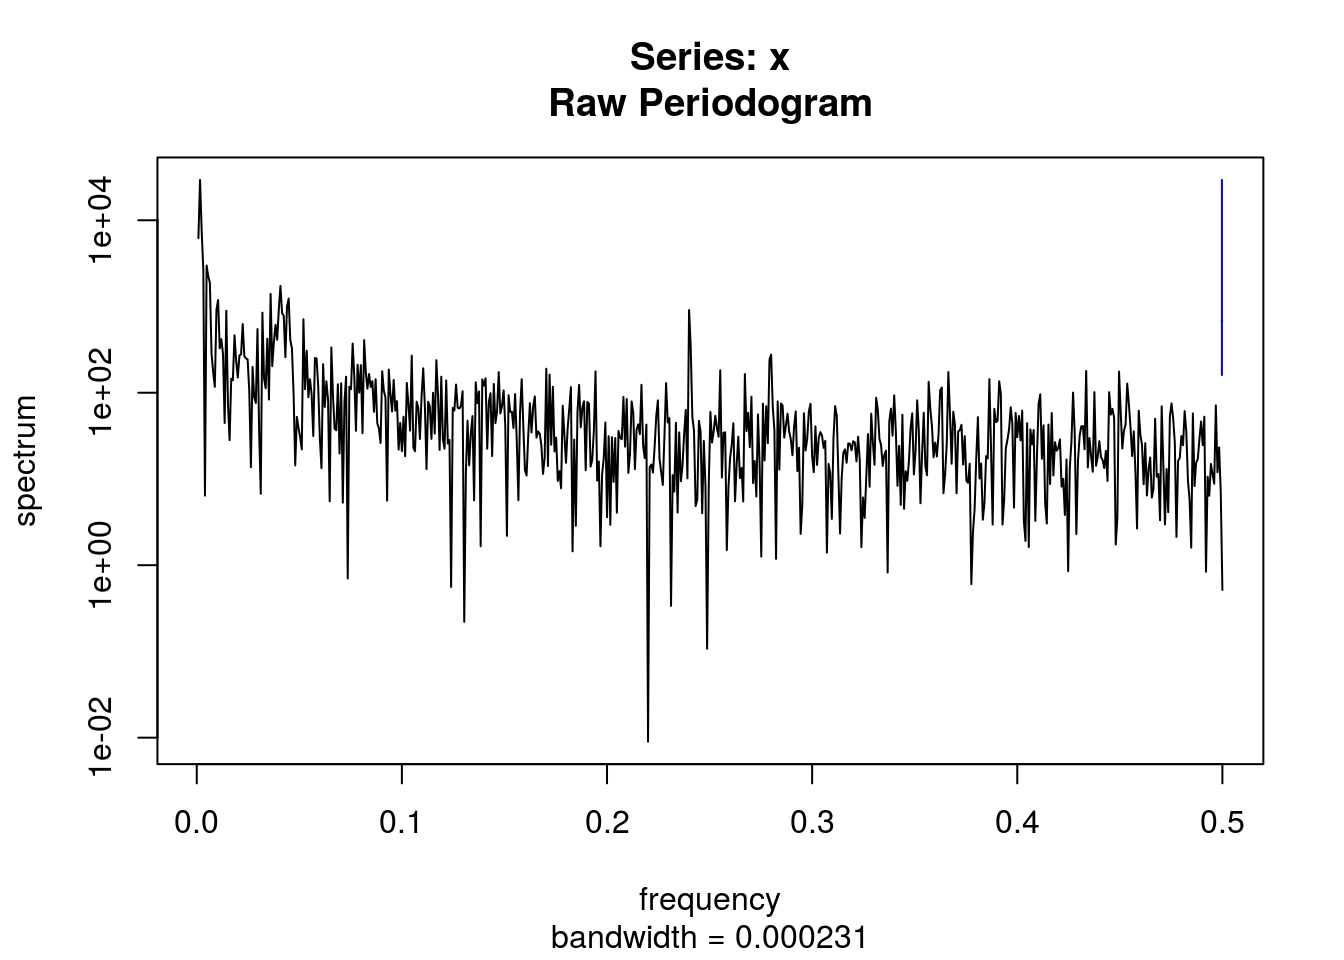 Series: x
Raw Periodogram
spectrum
1e+04
1e+02
1e+00
1e-02
0.0 0.1 0.2 0.3 0.4 0.5
frequency
bandwidth = 0.000231